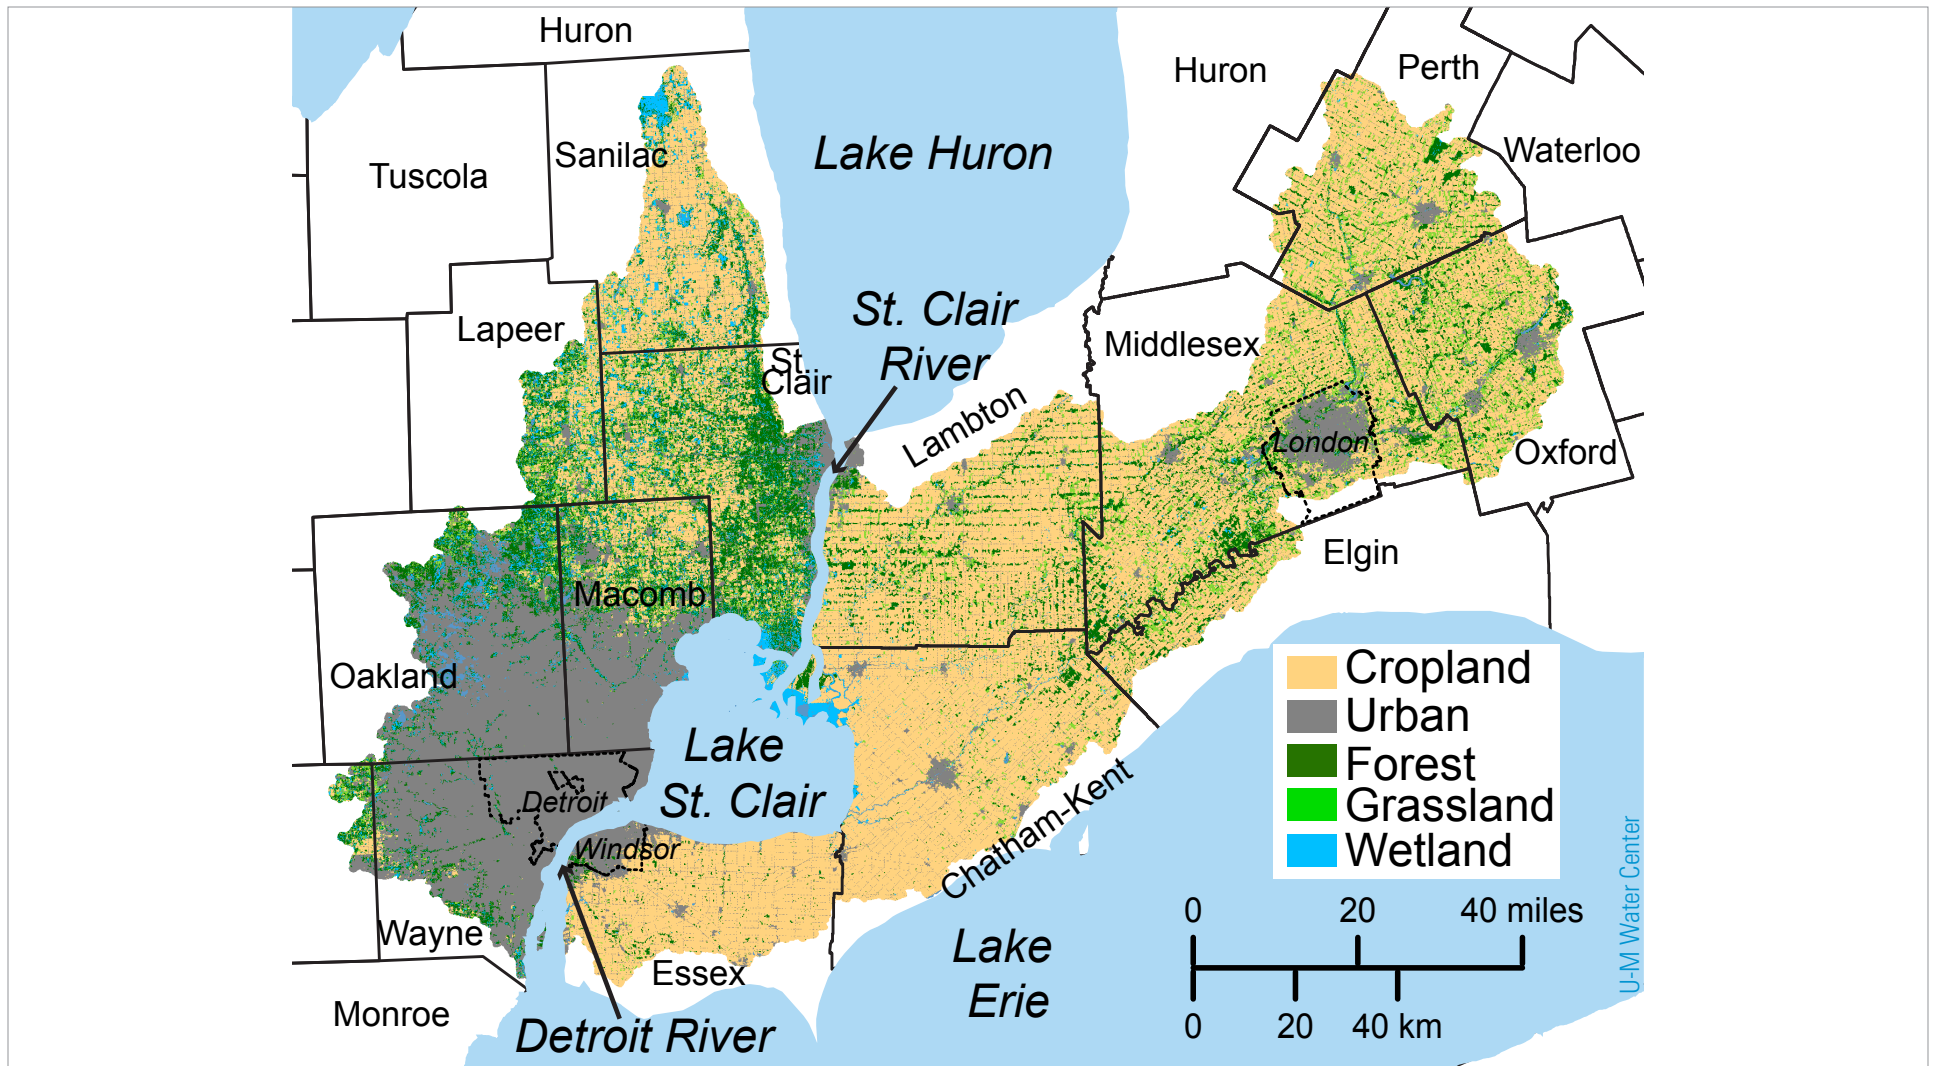 Huron
Huron
Perth
Tuscola
Sanilac
Lake Huron
Waterloo
Lapeer
St. Clair
River
Middlesex
St.
Clair
Lambton
London
Oxford
Elgin
Macomb
Oakland
Lake
St. Clair
Detroit
Windsor
Chatham-Kent
Wayne
Essex
Monroe
Detroit River
Lake
Erie
Cropland
Urban
Forest
Grassland
Wetland
0 20 40 miles
0 20 40 km
U-M Water Center